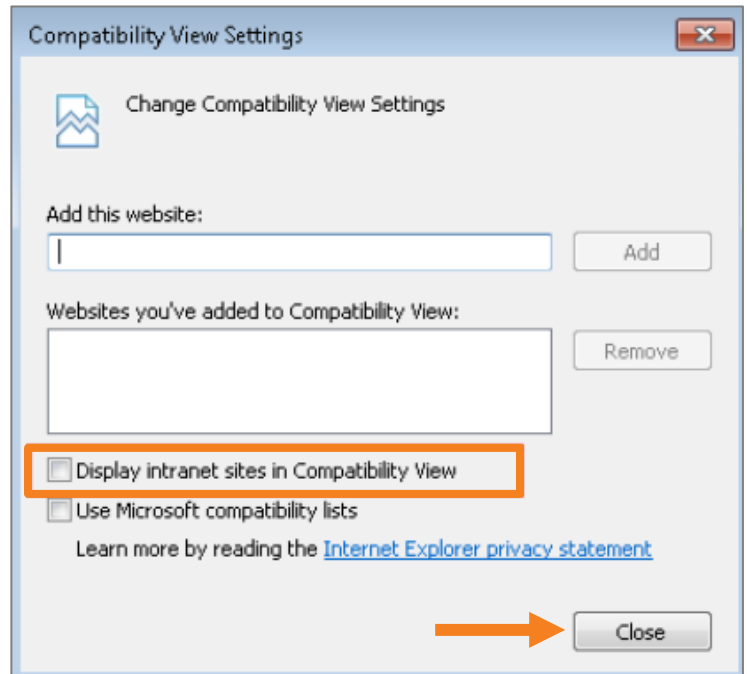 Compatibility View Settings
Change Compatibility View Settings
Add this website:
Add
Websites you've added to Compatibility View:
Remove
Display intranet sites in Compatibility View
Use Microsoft compatibility lists
Learn more by reading the Internet Explorer privacy statement
Close